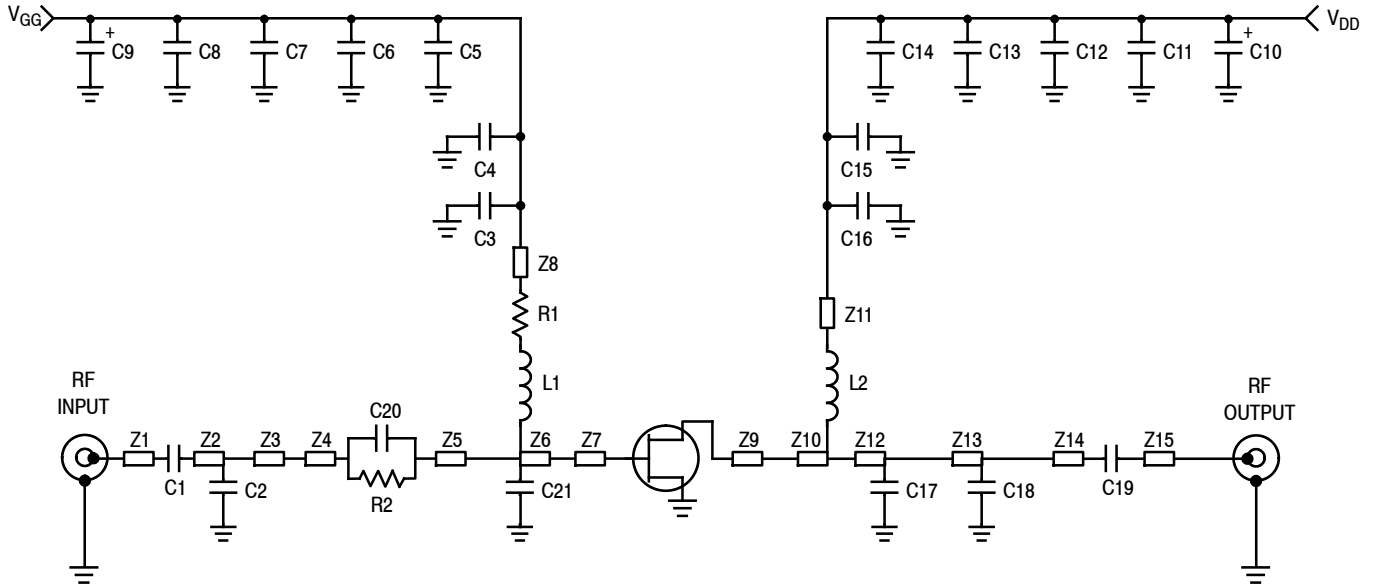 VGG
VDD
+
C9
C8
C7
C6
C5
C14
C13
C12
C11
+
C10
C4
C15
C3
C16
Z8
R1
Z11
L1
L2
RF
INPUT
RF
OUTPUT
C20
Z1
Z2
Z3
Z4
Z5
Z6
Z7
Z9
Z10
Z12
Z13
Z14
Z15
C1
C2
R2
C21
C17
C18
C19